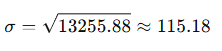 σ = √13255.88 ≈ 115.18